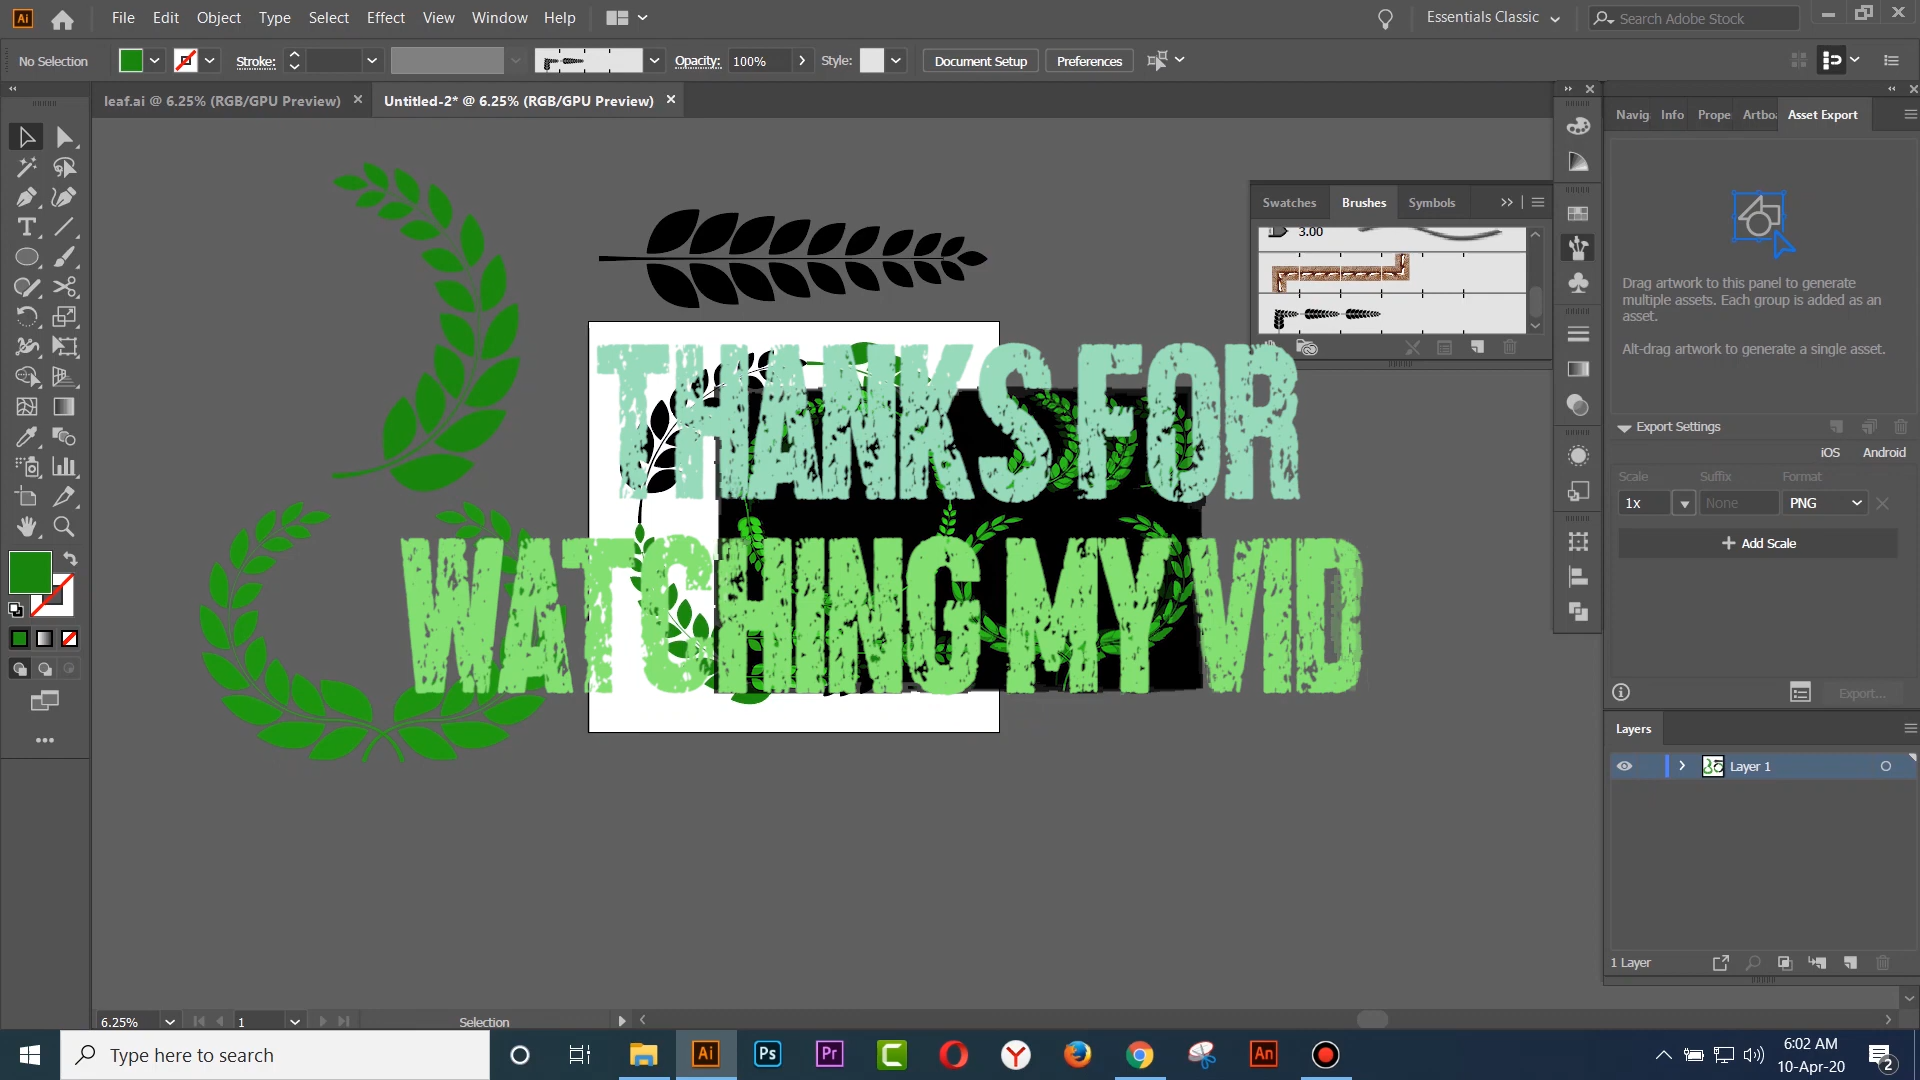 File Edit Object Type Select Effect View Window Help
Essentials Classic
Search Adobe Stock
No Selection
Stroke:
Opacity: 100%
Style:
Document Setup
Preferences
leaf.ai @ 6.25% (RGB/GPU Preview)
Untitled-2* @ 6.25% (RGB/GPU Preview)
Navig Info Prope Artboa Asset Export
Swatches Brushes Symbols
3.00
Drag artwork to this panel to generate
multiple assets. Each group is added as an
asset.
Alt-drag artwork to generate a single asset.
THANKS FOR
WATCHING MY VID
Export Settings
iOS Android
Scale Suffix Format
1x None PNG
Add Scale
Export...
Layers
Layer 1
1 Layer
6.25% 1 Selection
Type here to search
Ai Ps Pr C Y An
6:02 AM
10-Apr-20
2